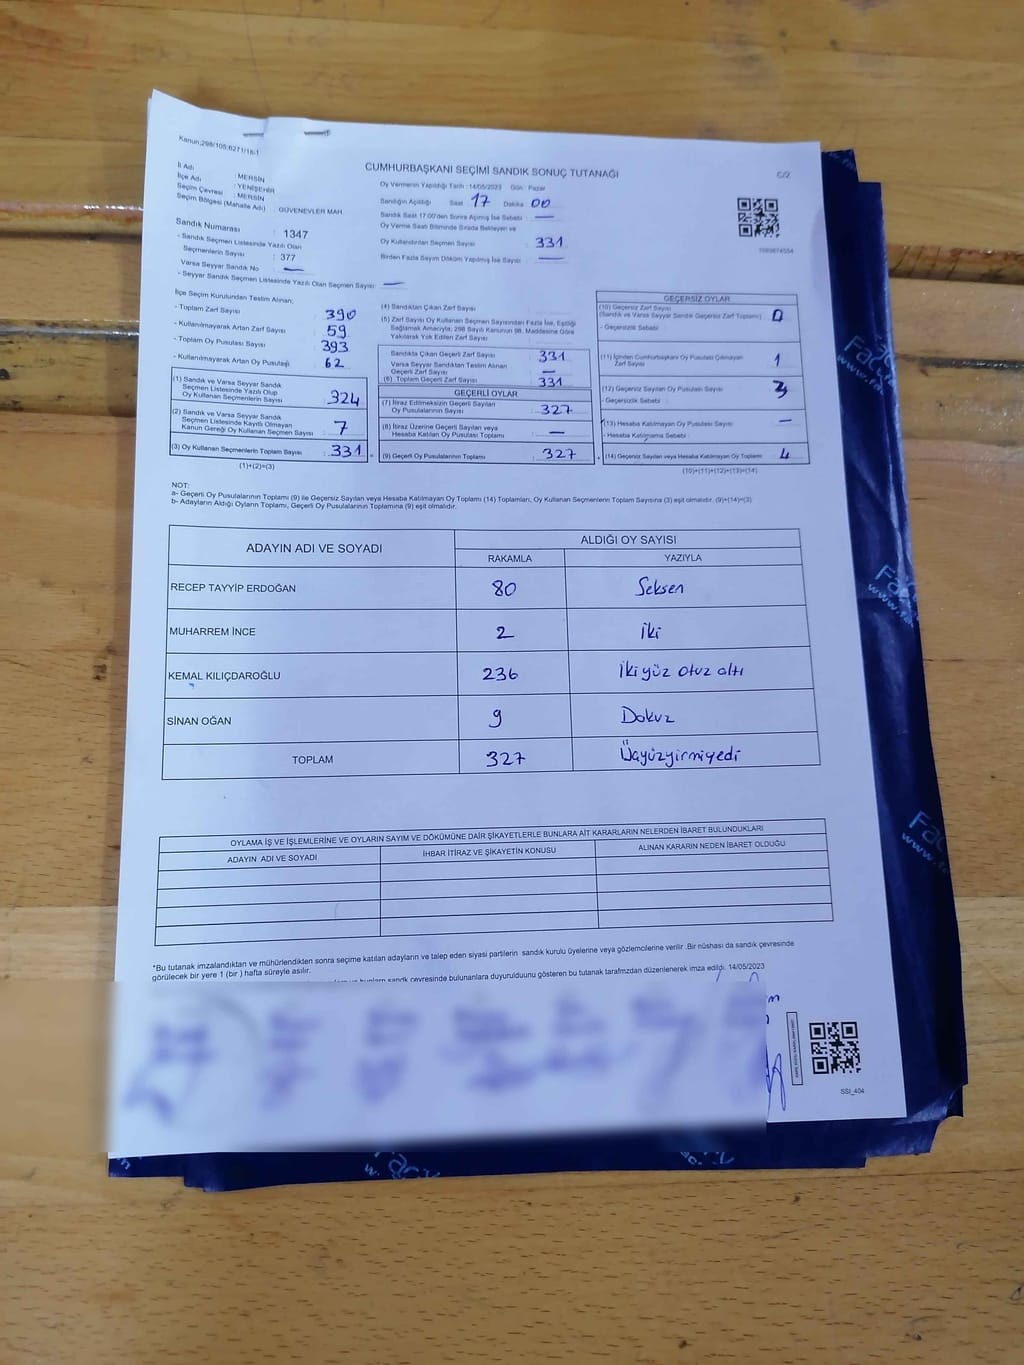 Kanun;298/105;6271/18-1
CUMHURBAŞKANI SEÇİMİ SANDIK SONUÇ TUTANAĞI
C/2
İl Adı : MERSİN
İlçe Adı : YENİŞEHİR
Seçim Çevresi : MERSİN
Seçim Bölgesi (Mahalle Adı) : GÜVENEVLER MAH.
Sandık Numarası : 1347
- Sandık Seçmen Listesinde Yazılı Olan
Seçmenlerin Sayısı : 377
Varsa Seyyar Sandık No : —
- Seyyar Sandık Seçmen Listesinde Yazılı Olan Seçmen Sayısı : —
Oy Vermenin Yapıldığı Tarih : 14/05/2023 Gün : Pazar
Sandığın Açıldığı Saat 17 Dakika 00
Sandık Saat 17:00'den Sonra Açılmış İse Sebebi : —
Oy Verme Saati Bitiminde Sırada Bekleyen ve
Oy Kullandırılan Seçmen Sayısı : 331
Birden Fazla Sayım Döküm Yapılmış İse Sayısı : —
İlçe Seçim Kurulundan Teslim Alınan;
- Toplam Zarf Sayısı : 390
- Kullanılmayarak Artan Zarf Sayısı : 59
- Toplam Oy Pusulası Sayısı : 393
- Kullanılmayarak Artan Oy Pusulası : 62
(1) Sandık ve Varsa Seyyar Sandık
Seçmen Listesinde Yazılı Olup
Oy Kullanan Seçmenlerin Sayısı : 324
(2) Sandık ve Varsa Seyyar Sandık
Seçmen Listesinde Kayıtlı Olmayan
Kanun Gereği Oy Kullanan Seçmen Sayısı : 7
(3) Oy Kullanan Seçmenlerin Toplam Sayısı : 331
(1)+(2)=(3)
(4) Sandıktan Çıkan Zarf Sayısı :
(5) Zarf Sayısı Oy Kullanan Seçmen Sayısından Fazla İse, Eşitliği
Sağlamak Amacıyla; 298 Sayılı Kanunun 98. Maddesine Göre
Yakılarak Yok Edilen Zarf Sayısı :
Sandıkta Çıkan Geçerli Zarf Sayısı : 331
Varsa Seyyar Sandıktan Teslim Alınan
Geçerli Zarf Sayısı : —
(6) Toplam Geçerli Zarf Sayısı : 331
GEÇERLİ OYLAR
(7) İtiraz Edilmeksizin Geçerli Sayılan
Oy Pusulalarının Sayısı : 327
(8) İtiraz Üzerine Geçerli Sayılan veya
Hesaba Katılan Oy Pusulası Toplamı : —
(9) Geçerli Oy Pusulalarının Toplamı : 327
GEÇERSİZ OYLAR
(10) Geçersiz Zarf Sayısı
(Sandık ve Varsa Seyyar Sandık Geçersiz Zarf Toplamı) : 0
- Geçersizlik Sebebi :
(11) İçinden Cumhurbaşkanı Oy Pusulası Çıkmayan
Zarf Sayısı : 1
(12) Geçersiz Sayılan Oy Pusulası Sayısı : 3
- Geçersizlik Sebebi :
(13) Hesaba Katılmayan Oy Pusulası Sayısı : —
- Hesaba Katılmama Sebebi :
(14) Geçersiz Sayılan veya Hesaba Katılmayan Oy Toplamı : 4
(10)+(11)+(12)+(13)=(14)
NOT:
a- Geçerli Oy Pusulalarının Toplamı (9) ile Geçersiz Sayılan veya Hesaba Katılmayan Oy Toplamı (14) Toplamları, Oy Kullanan Seçmenlerin Toplam Sayısına (3) eşit olmalıdır. (9)+(14)=(3)
b- Adayların Aldığı Oyların Toplamı, Geçerli Oy Pusulalarının Toplamına (9) eşit olmalıdır.
ADAYIN ADI VE SOYADI ALDIĞI OY SAYISI
RAKAMLA YAZIYLA
RECEP TAYYİP ERDOĞAN 80 Seksen
MUHARREM İNCE 2 iki
KEMAL KILIÇDAROĞLU 236 İkiyüz otuz altı
SİNAN OĞAN 9 Dokuz
TOPLAM 327 Üçyüzyirmiyedi
OYLAMA İŞ VE İŞLEMLERİNE VE OYLARIN SAYIM VE DÖKÜMÜNE DAİR ŞİKAYETLERLE BUNLARA AİT KARARLARIN NELERDEN İBARET BULUNDUKLARI
ADAYIN ADI VE SOYADI İHBAR İTİRAZ VE ŞİKAYETİN KONUSU ALINAN KARARIN NEDEN İBARET OLDUĞU
*Bu tutanak imzalandıktan ve mühürlendikten sonra seçime katılan adayların ve talep eden siyasi partilerin sandık kurulu üyelerine veya gözlemcilerine verilir. Bir nüshası da sandık çevresinde
görülecek bir yere 1 (bir ) hafta süreyle asılır.
sandık çevresinde bulunanlara duyurulduğunu gösteren bu tutanak tarafımızdan düzenlenerek imza edildi. 14/05/2023
SSİ_404